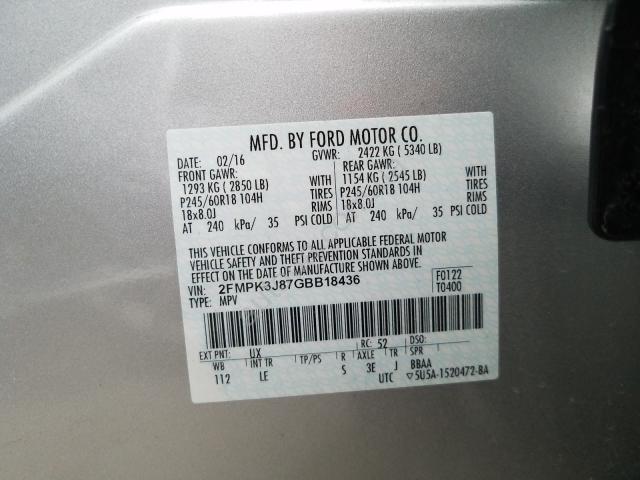 MFD. BY FORD MOTOR CO.
DATE: 02/16 GVWR: 2422 KG ( 5340 LB)
FRONT GAWR: REAR GAWR:
1293 KG ( 2850 LB) WITH 1154 KG ( 2545 LB) WITH
P245/60R18 104H TIRES P245/60R18 104H TIRES
18x8.0J RIMS 18x8.0J RIMS
AT 240 kPa/ 35 PSI COLD AT 240 kPa/ 35 PSI COLD
THIS VEHICLE CONFORMS TO ALL APPLICABLE FEDERAL MOTOR
VEHICLE SAFETY AND THEFT PREVENTION STANDARDS IN
EFFECT ON THE DATE OF MANUFACTURE SHOWN ABOVE.
VIN: 2FMPK3J87GBB18436 F0122
TYPE: MPV T0400
EXT PNT: UX RC: 52 DSO:
WB INT TR TP/PS R AXLE TR SPR
112 LE S 3E J BBAA
UTC ▽5U5A-1520472-BA